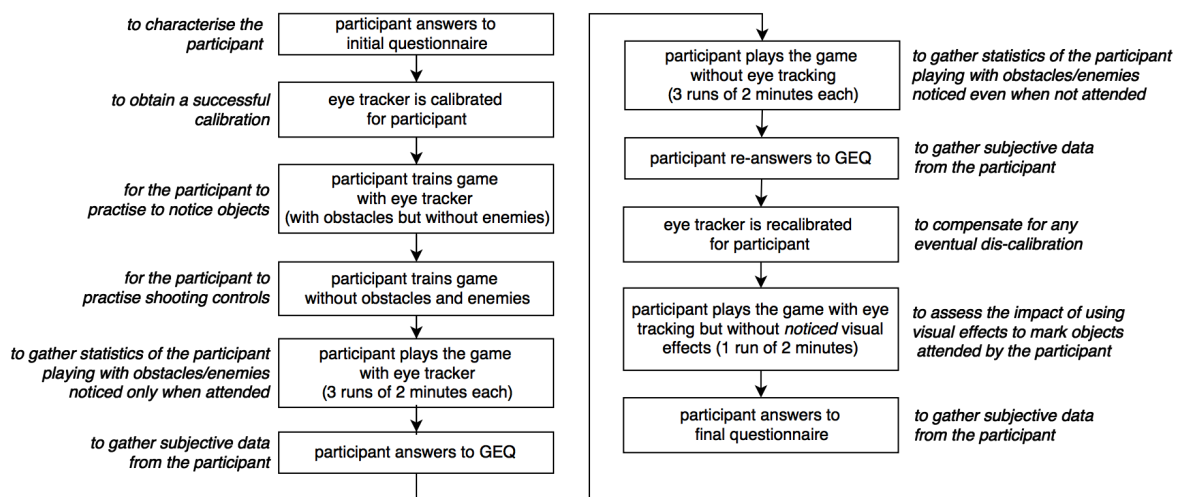 to characterise the
participant
participant answers to
initial questionnaire
to obtain a successful
calibration
eye tracker is calibrated
for participant
for the participant to
practise to notice objects
participant trains game
with eye tracker
(with obstacles but without enemies)
for the participant to
practise shooting controls
participant trains game
without obstacles and enemies
to gather statistics of the participant
playing with obstacles/enemies
noticed only when attended
participant plays the game
with eye tracker
(3 runs of 2 minutes each)
to gather subjective data
from the participant
participant answers to GEQ
participant plays the game
without eye tracking
(3 runs of 2 minutes each)
to gather statistics of the participant
playing with obstacles/enemies
noticed even when not attended
participant re-answers to GEQ
to gather subjective data
from the participant
eye tracker is recalibrated
for participant
to compensate for any
eventual dis-calibration
participant plays the game with eye
tracking but without noticed visual
effects (1 run of 2 minutes)
to assess the impact of using
visual effects to mark objects
attended by the participant
participant answers to
final questionnaire
to gather subjective data
from the participant